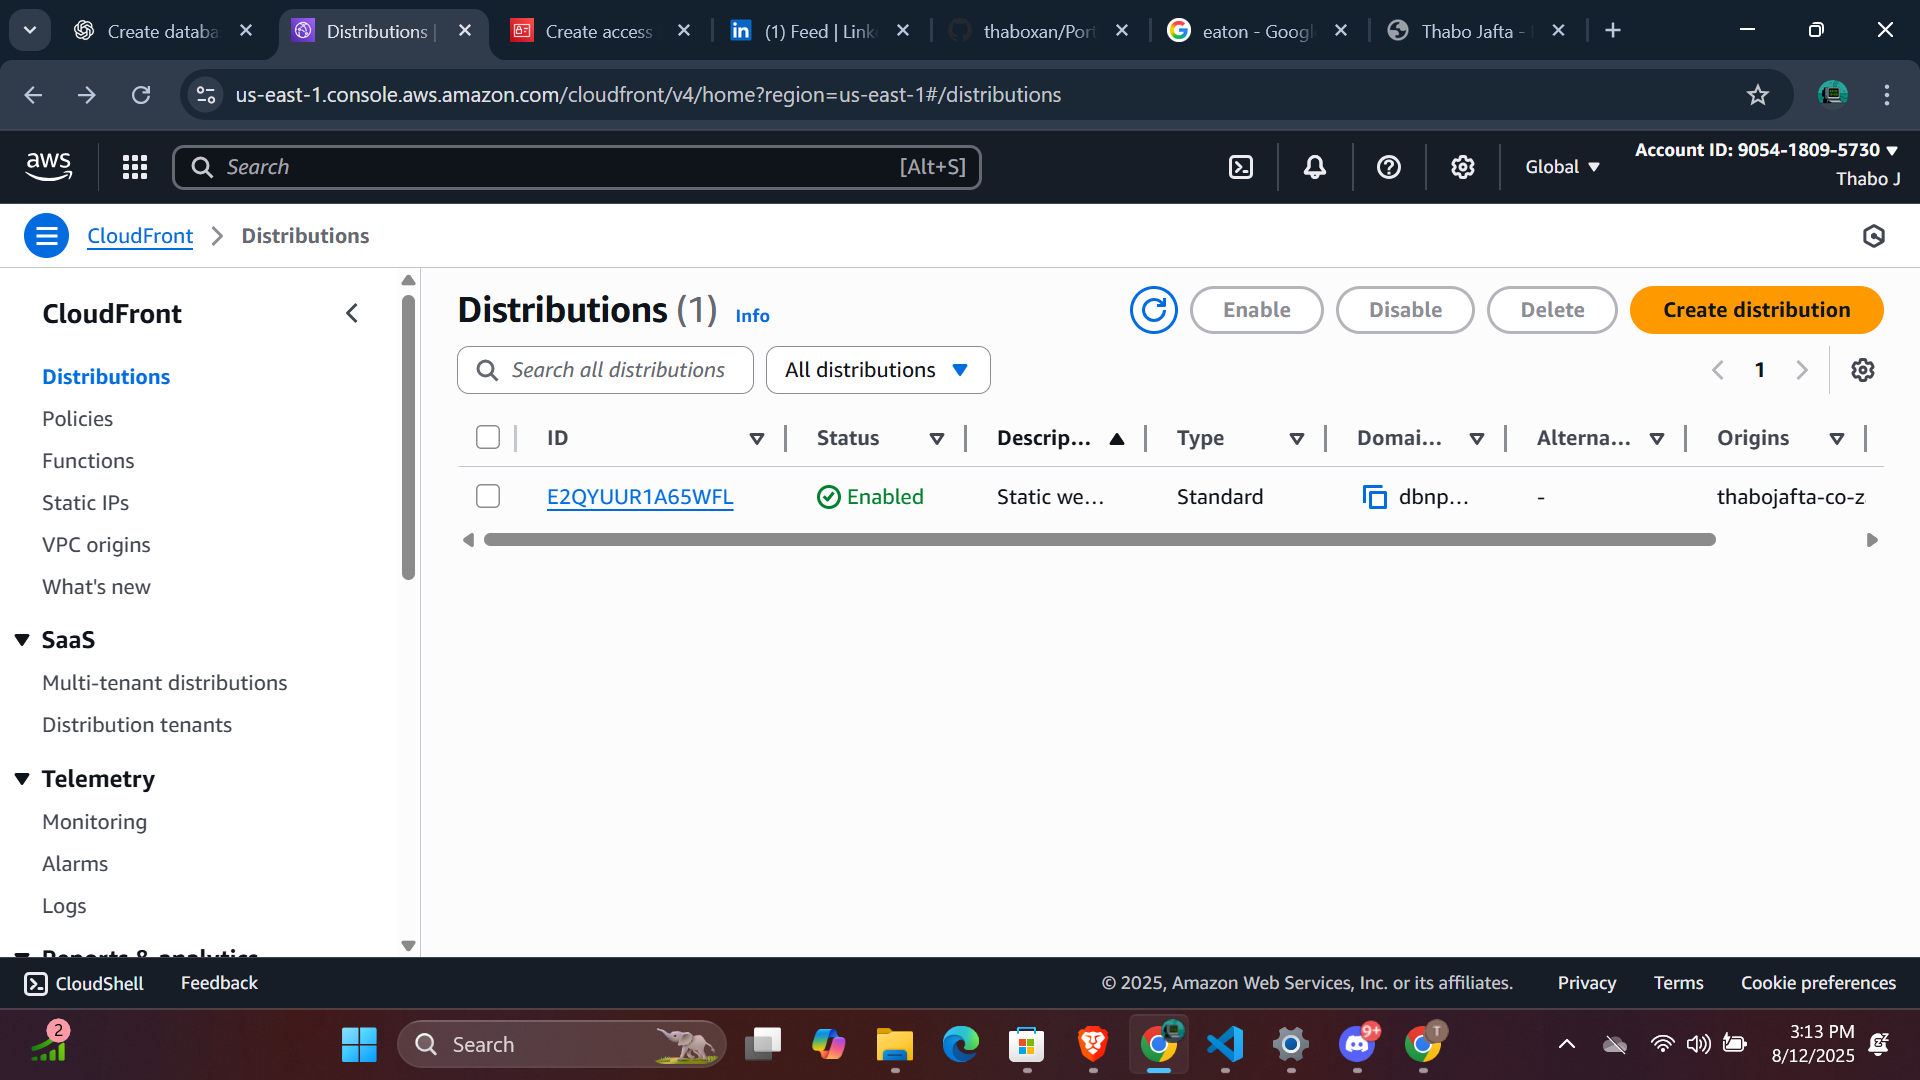 Create databa
Distributions |
Create access
(1) Feed | Link
thaboxan/Port
eaton - Googl
Thabo Jafta -
us-east-1.console.aws.amazon.com/cloudfront/v4/home?region=us-east-1#/distributions
aws
Search
[Alt+S]
Global
Account ID: 9054-1809-5730
Thabo J
CloudFront
Distributions
CloudFront
Distributions
Policies
Functions
Static IPs
VPC origins
What's new
SaaS
Multi-tenant distributions
Distribution tenants
Telemetry
Monitoring
Alarms
Logs
Reports & analytics
Distributions (1) Info
Enable
Disable
Delete
Create distribution
Search all distributions
All distributions
1
ID Status Descrip... Type Domai... Alterna... Origins
E2QYUUR1A65WFL Enabled Static we... Standard dbnp... - thabojafta-co-z
CloudShell Feedback
© 2025, Amazon Web Services, Inc. or its affiliates. Privacy Terms Cookie preferences
2
Search
9+
T
3:13 PM
8/12/2025